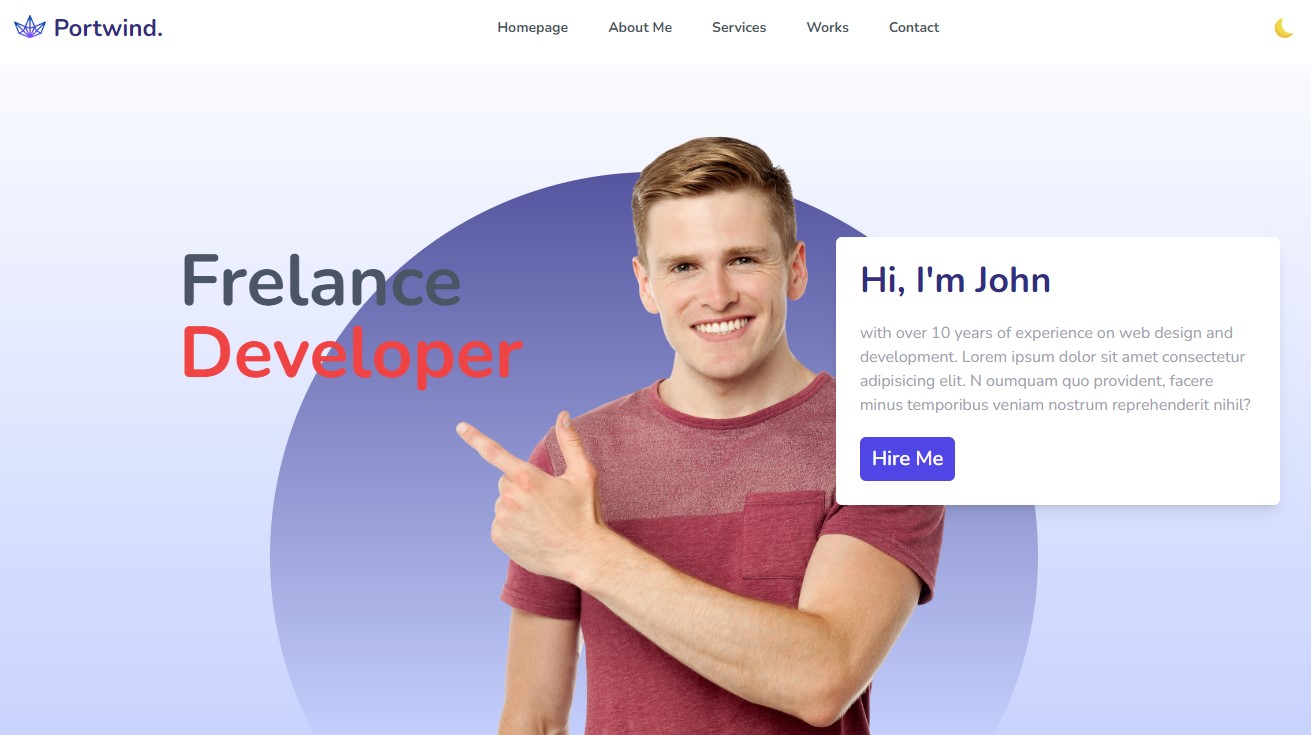 Portwind.
Homepage About Me Services Works Contact
Frelance
Developer
Hi, I'm John
with over 10 years of experience on web design and
development. Lorem ipsum dolor sit amet consectetur
adipisicing elit. N oumquam quo provident, facere
minus temporibus veniam nostrum reprehenderit nihil?
Hire Me